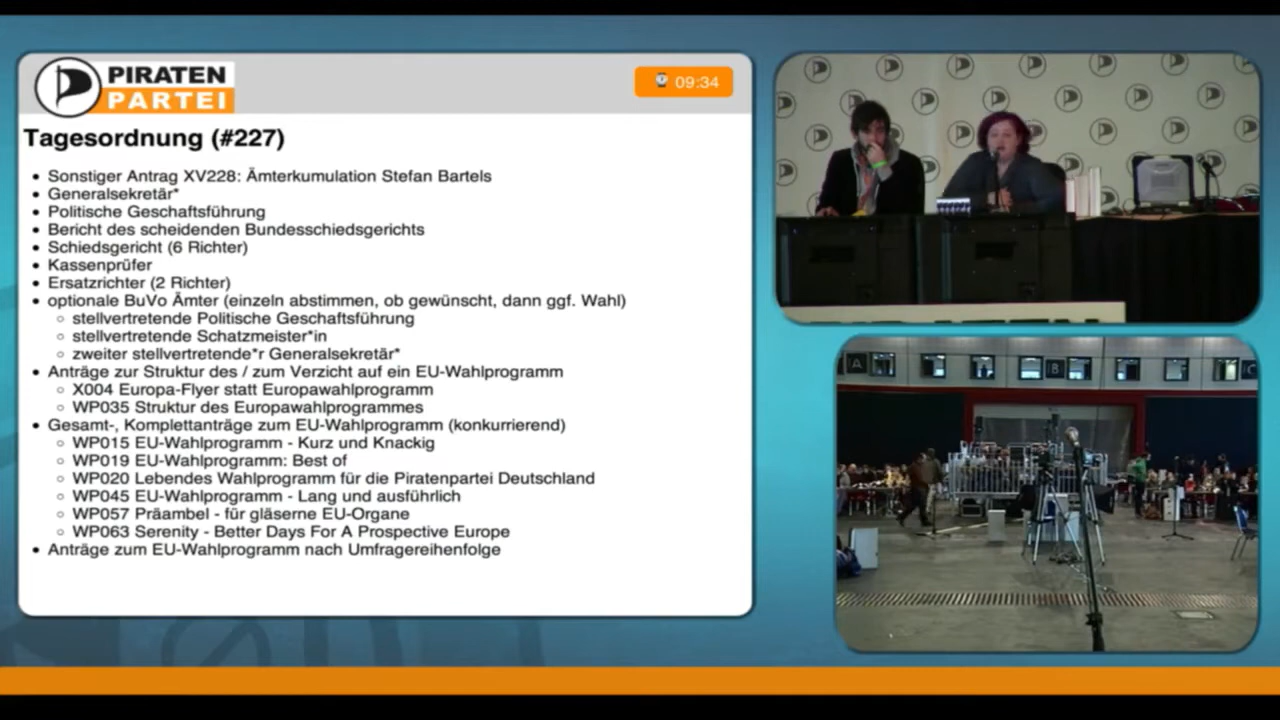 PIRATEN
PARTEI
09:34
Tagesordnung (#227)
• Sonstiger Antrag XV228: Ämterkumulation Stefan Bartels
• Generalsekretär*
• Politische Geschaftsführung
• Bericht des scheidenden Bundesschiedsgerichts
• Schiedsgericht (6 Richter)
• Kassenprüfer
• Ersatzrichter (2 Richter)
• optionale BuVo Ämter (einzeln abstimmen, ob gewünscht, dann ggf. Wahl)
◦ stellvertretende Politische Geschaftsführung
◦ stellvertretende Schatzmeister*in
◦ zweiter stellvertretende*r Generalsekretär*
• Anträge zur Struktur des / zum Verzicht auf ein EU-Wahlprogramm
◦ X004 Europa-Flyer statt Europawahlprogramm
◦ WP035 Struktur des Europawahlprogrammes
• Gesamt-, Komplettanträge zum EU-Wahlprogramm (konkurrierend)
◦ WP015 EU-Wahlprogramm - Kurz und Knackig
◦ WP019 EU-Wahlprogramm: Best of
◦ WP020 Lebendes Wahlprogramm für die Piratenpartei Deutschland
◦ WP045 EU-Wahlprogramm - Lang und ausführlich
◦ WP057 Präambel - für gläserne EU-Organe
◦ WP063 Serenity - Better Days For A Prospective Europe
• Anträge zum EU-Wahlprogramm nach Umfragereihenfolge
A
B
C